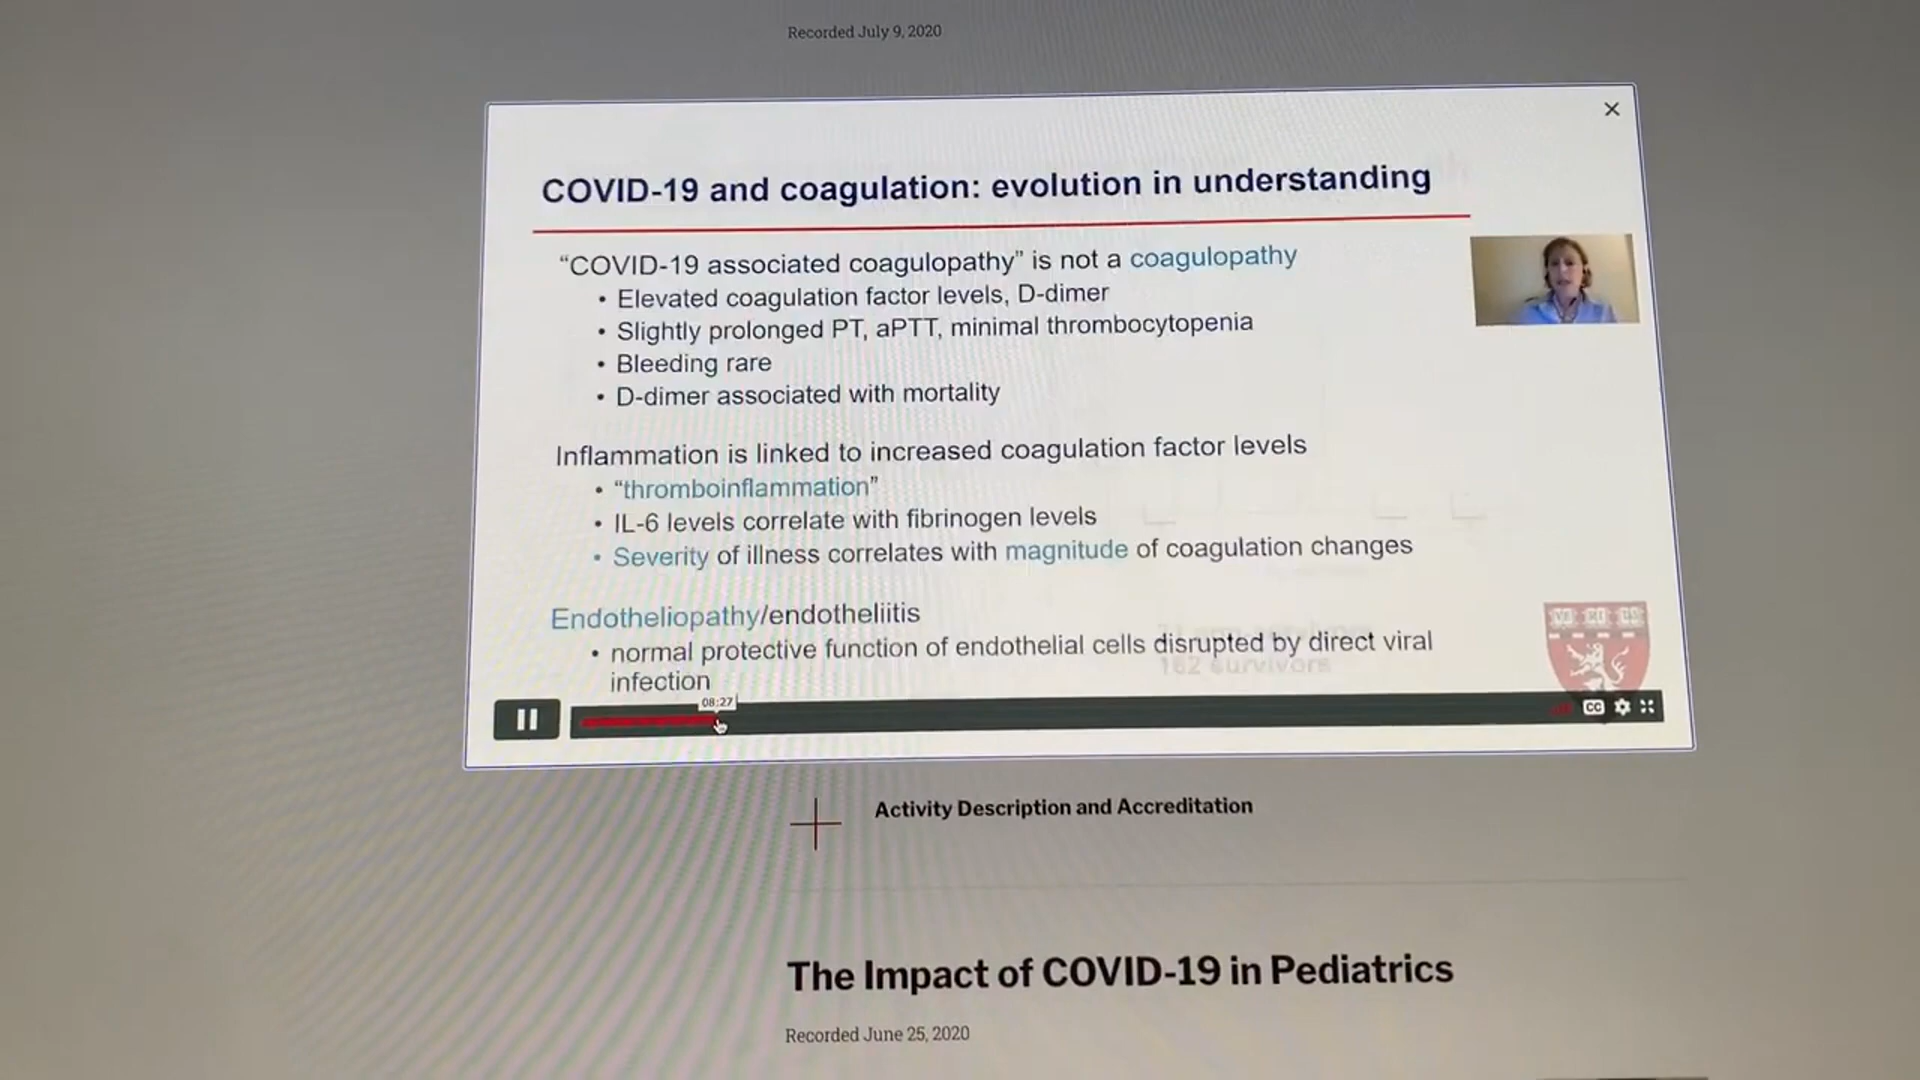 Recorded July 9, 2020
COVID-19 and coagulation: evolution in understanding
“COVID-19 associated coagulopathy” is not a coagulopathy
• Elevated coagulation factor levels, D-dimer
• Slightly prolonged PT, aPTT, minimal thrombocytopenia
• Bleeding rare
• D-dimer associated with mortality
Inflammation is linked to increased coagulation factor levels
• “thromboinflammation”
• IL-6 levels correlate with fibrinogen levels
• Severity of illness correlates with magnitude of coagulation changes
Endotheliopathy/endotheliitis
• normal protective function of endothelial cells disrupted by direct viral
infection
162 survivors
08:27
CC
Activity Description and Accreditation
The Impact of COVID-19 in Pediatrics
Recorded June 25, 2020